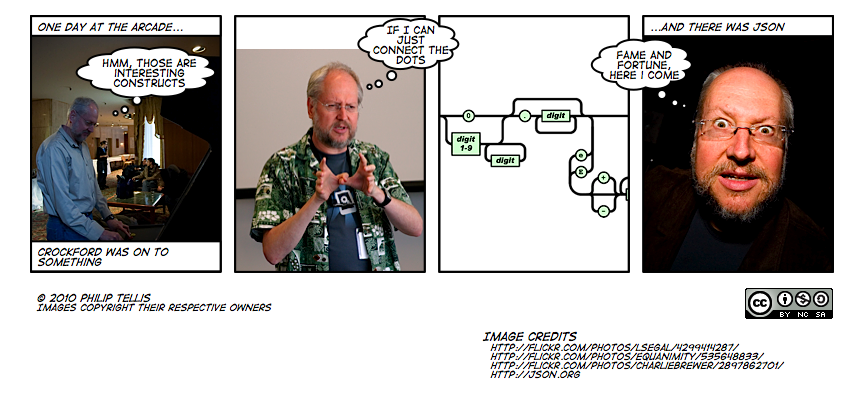 ONE DAY AT THE ARCADE...
HMM, THOSE ARE
INTERESTING
CONSTRUCTS
CROCKFORD WAS ON TO
SOMETHING
IF I CAN
JUST
CONNECT THE
DOTS
0
.
digit
digit
1-9
digit
e
E
+
-
...AND THERE WAS JSON
FAME AND
FORTUNE,
HERE I COME
© 2010 PHILIP TELLIS
IMAGES COPYRIGHT THEIR RESPECTIVE OWNERS
CC
BY NC SA
IMAGE CREDITS
HTTP://FLICKR.COM/PHOTOS/LSEGAL/4299414287/
HTTP://FLICKR.COM/PHOTOS/EQUANIMITY/535648833/
HTTP://FLICKR.COM/PHOTOS/CHARLIEBREWER/2897862701/
HTTP://JSON.ORG